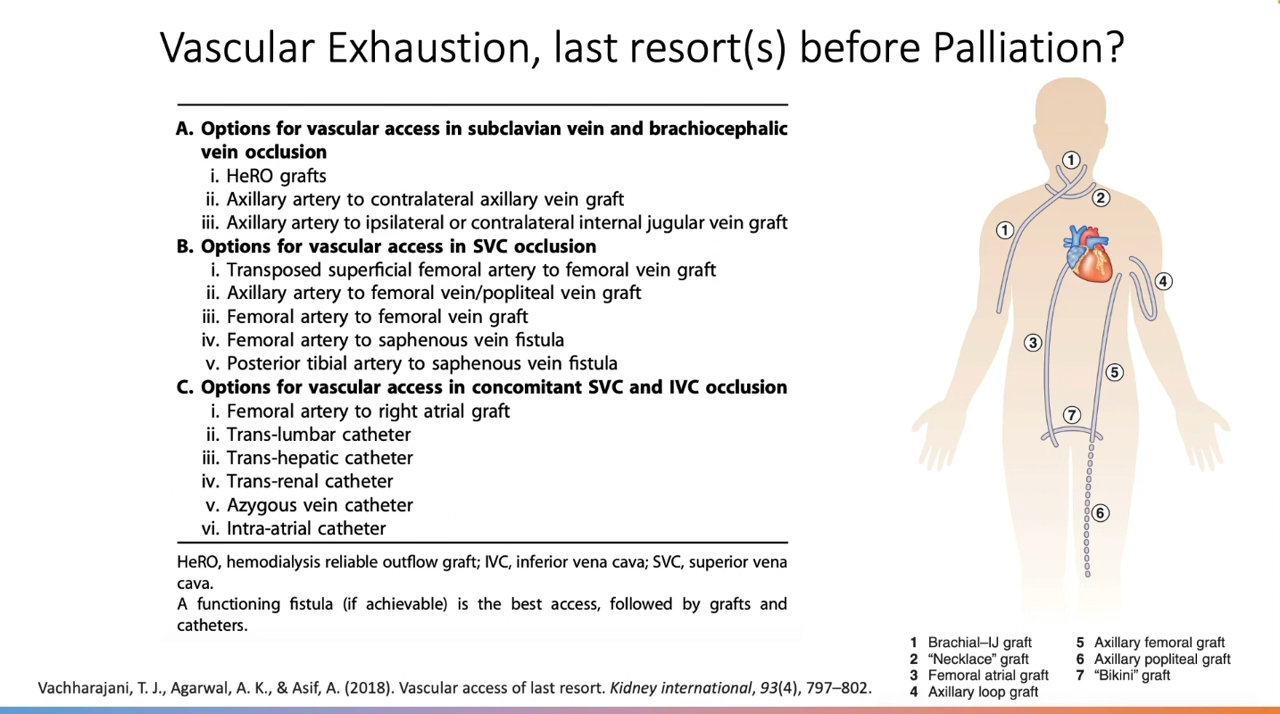 Vascular Exhaustion, last resort(s) before Palliation?
A. Options for vascular access in subclavian vein and brachiocephalic
vein occlusion
i. HeRO grafts
ii. Axillary artery to contralateral axillary vein graft
iii. Axillary artery to ipsilateral or contralateral internal jugular vein graft
B. Options for vascular access in SVC occlusion
i. Transposed superficial femoral artery to femoral vein graft
ii. Axillary artery to femoral vein/popliteal vein graft
iii. Femoral artery to femoral vein graft
iv. Femoral artery to saphenous vein fistula
v. Posterior tibial artery to saphenous vein fistula
C. Options for vascular access in concomitant SVC and IVC occlusion
i. Femoral artery to right atrial graft
ii. Trans-lumbar catheter
iii. Trans-hepatic catheter
iv. Trans-renal catheter
v. Azygous vein catheter
vi. Intra-atrial catheter
HeRO, hemodialysis reliable outflow graft; IVC, inferior vena cava; SVC, superior vena
cava.
A functioning fistula (if achievable) is the best access, followed by grafts and
catheters.
1
2
1
4
3
5
7
6
1 Brachial–IJ graft
2 “Necklace” graft
3 Femoral atrial graft
4 Axillary loop graft
5 Axillary femoral graft
6 Axillary popliteal graft
7 “Bikini” graft
Vachharajani, T. J., Agarwal, A. K., & Asif, A. (2018). Vascular access of last resort. Kidney international, 93(4), 797–802.